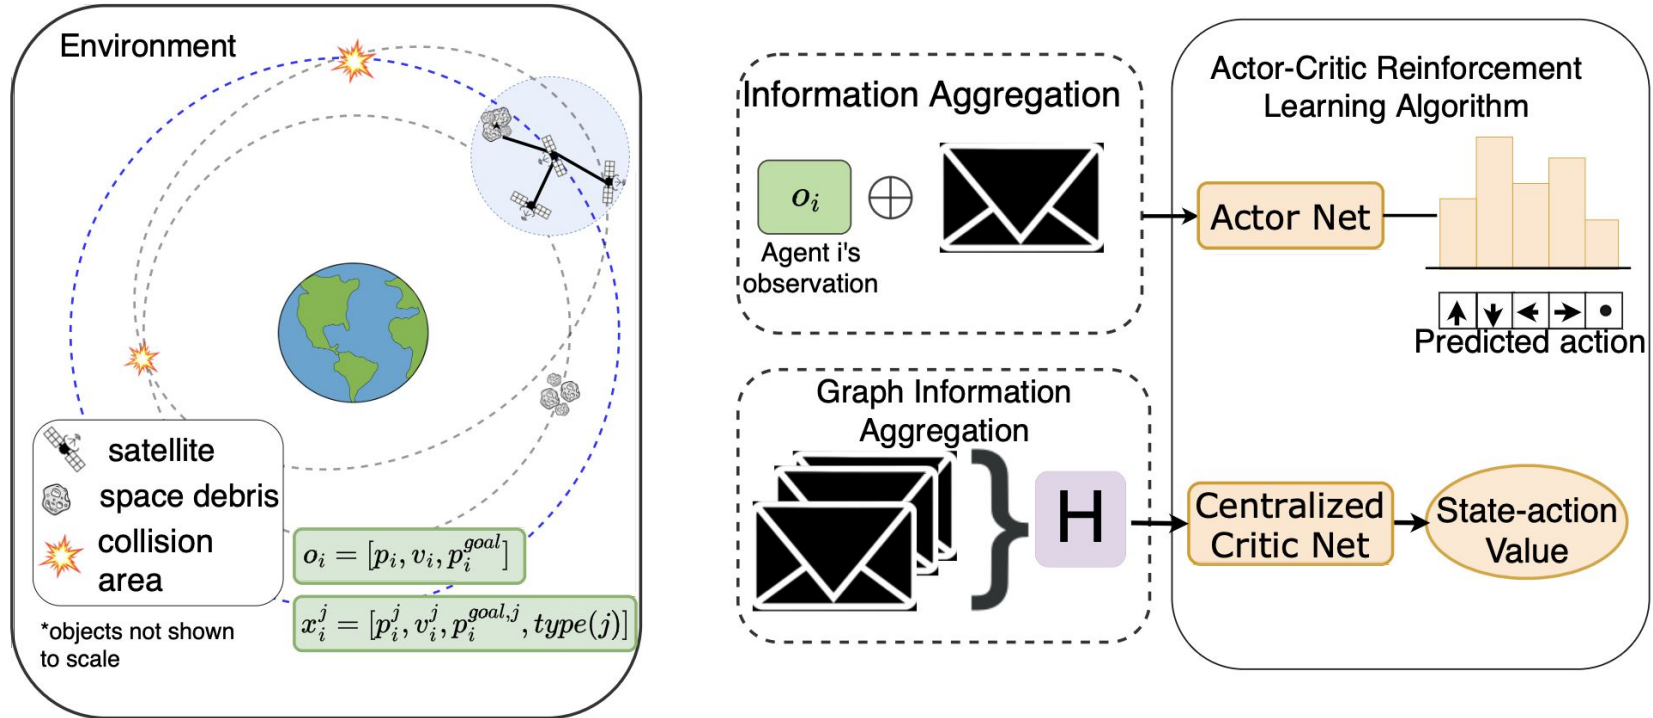 Environment
satellite
space debris
collision
area
*objects not shown
to scale
o_i = [p_i, v_i, p_i^{goal}]
x_i^j = [p_i^j, v_i^j, p_i^{goal,j}, type(j)]
Information Aggregation
o_i
Agent i's
observation
Graph Information
Aggregation
H
Actor-Critic Reinforcement
Learning Algorithm
Actor Net
Predicted action
Centralized
Critic Net
State-action
Value